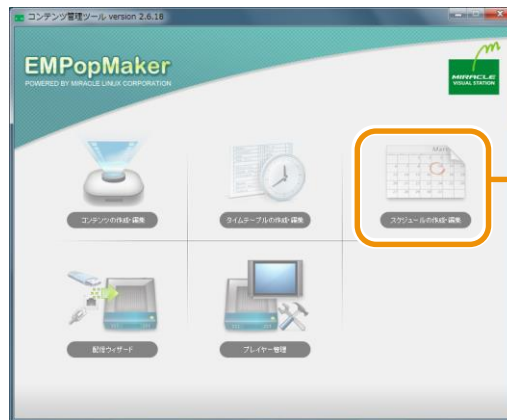 コンテンツ管理ツール version 2.6.18
EMPopMaker
POWERED BY MIRACLE LINUX CORPORATION
MIRACLE
VISUAL STATION
March
コンテンツの作成・編集
タイムテーブルの作成・編集
スケジュールの作成・編集
配信ウィザード
プレイヤー管理